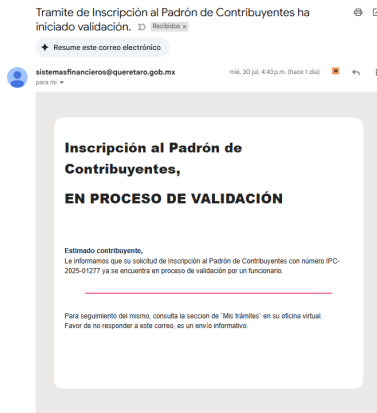 Tramite de Inscripción al Padrón de Contribuyentes ha
iniciado validación. Recibidos x
Resume este correo electrónico
sistemasfinancieros@queretaro.gob.mx mié, 30 jul, 4:43 p.m. (hace 1 día)
para mí
Inscripción al Padrón de
Contribuyentes,
EN PROCESO DE VALIDACIÓN
Estimado contribuyente,
Le informamos que su solicitud de Inscripción al Padrón de Contribuyentes con número IPC-
2025-01277 ya se encuentra en proceso de validación por un funcionario.
Para seguimiento del mismo, consulta la seccion de 'Mis trámites' en su oficina virtual.
Favor de no responder a este correo, es un envío informativo.